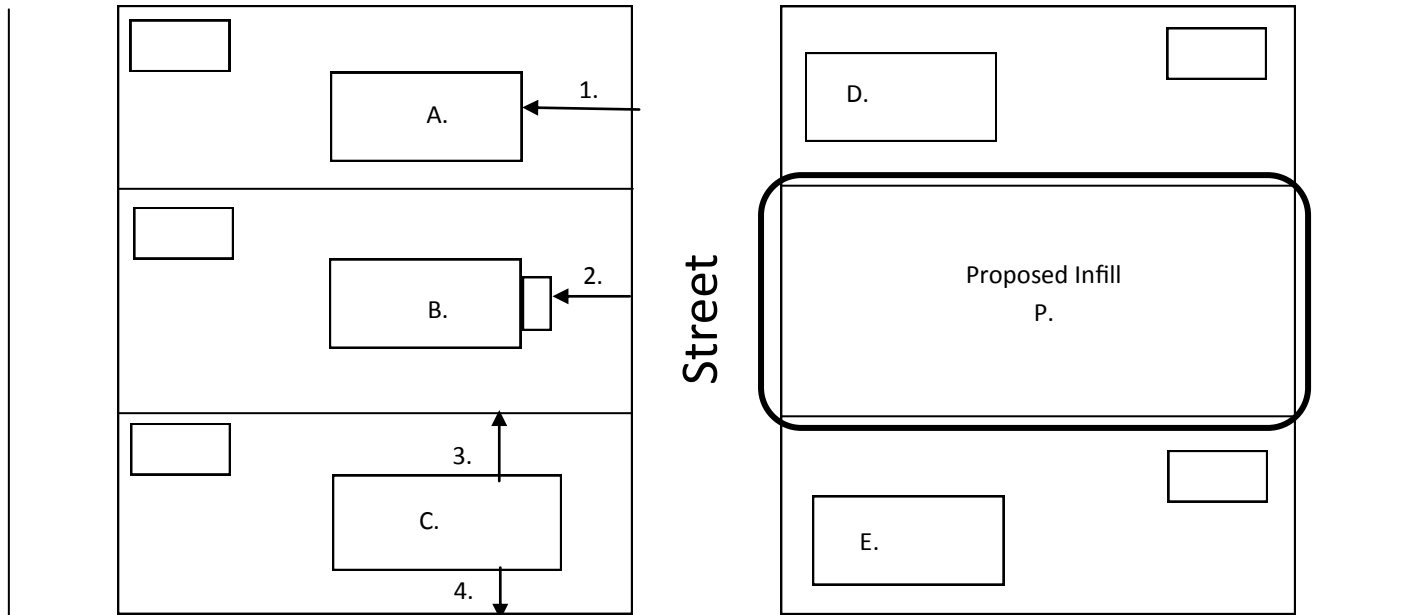 1.
A.
D.
2.
B.
Street
Proposed Infill
P.
3.
C.
4.
E.